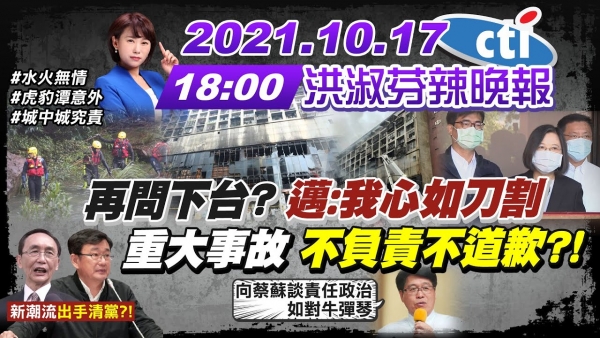 2021.10.17
cti
18:00 洪淑芬辣晚報
#水火無情
#虎豹潭意外
#城中城究責
再問下台? 邁:我心如刀割
重大事故 不負責不道歉?!
新潮流出手清黨?!
向蔡蘇談責任政治
如對牛彈琴